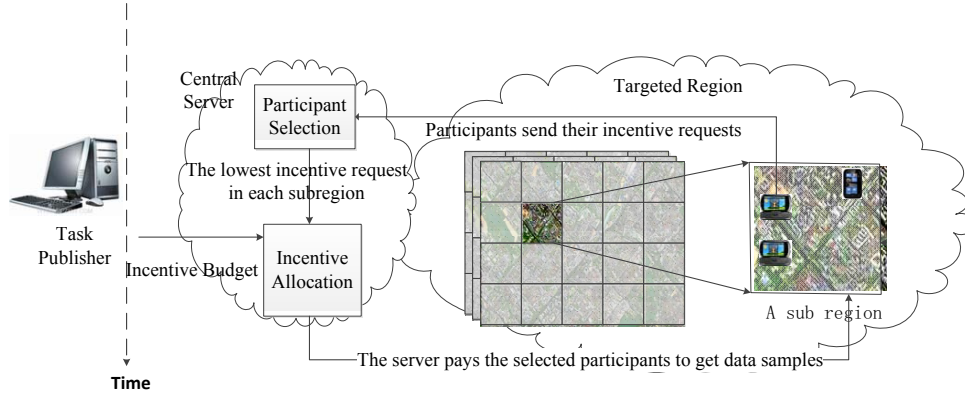 Central
Server
Participant
Selection
Targeted Region
Participants send their incentive requests
The lowest incentive request
in each subregion
Task
Publisher
Incentive Budget
Incentive
Allocation
A sub region
The server pays the selected participants to get data samples
Time